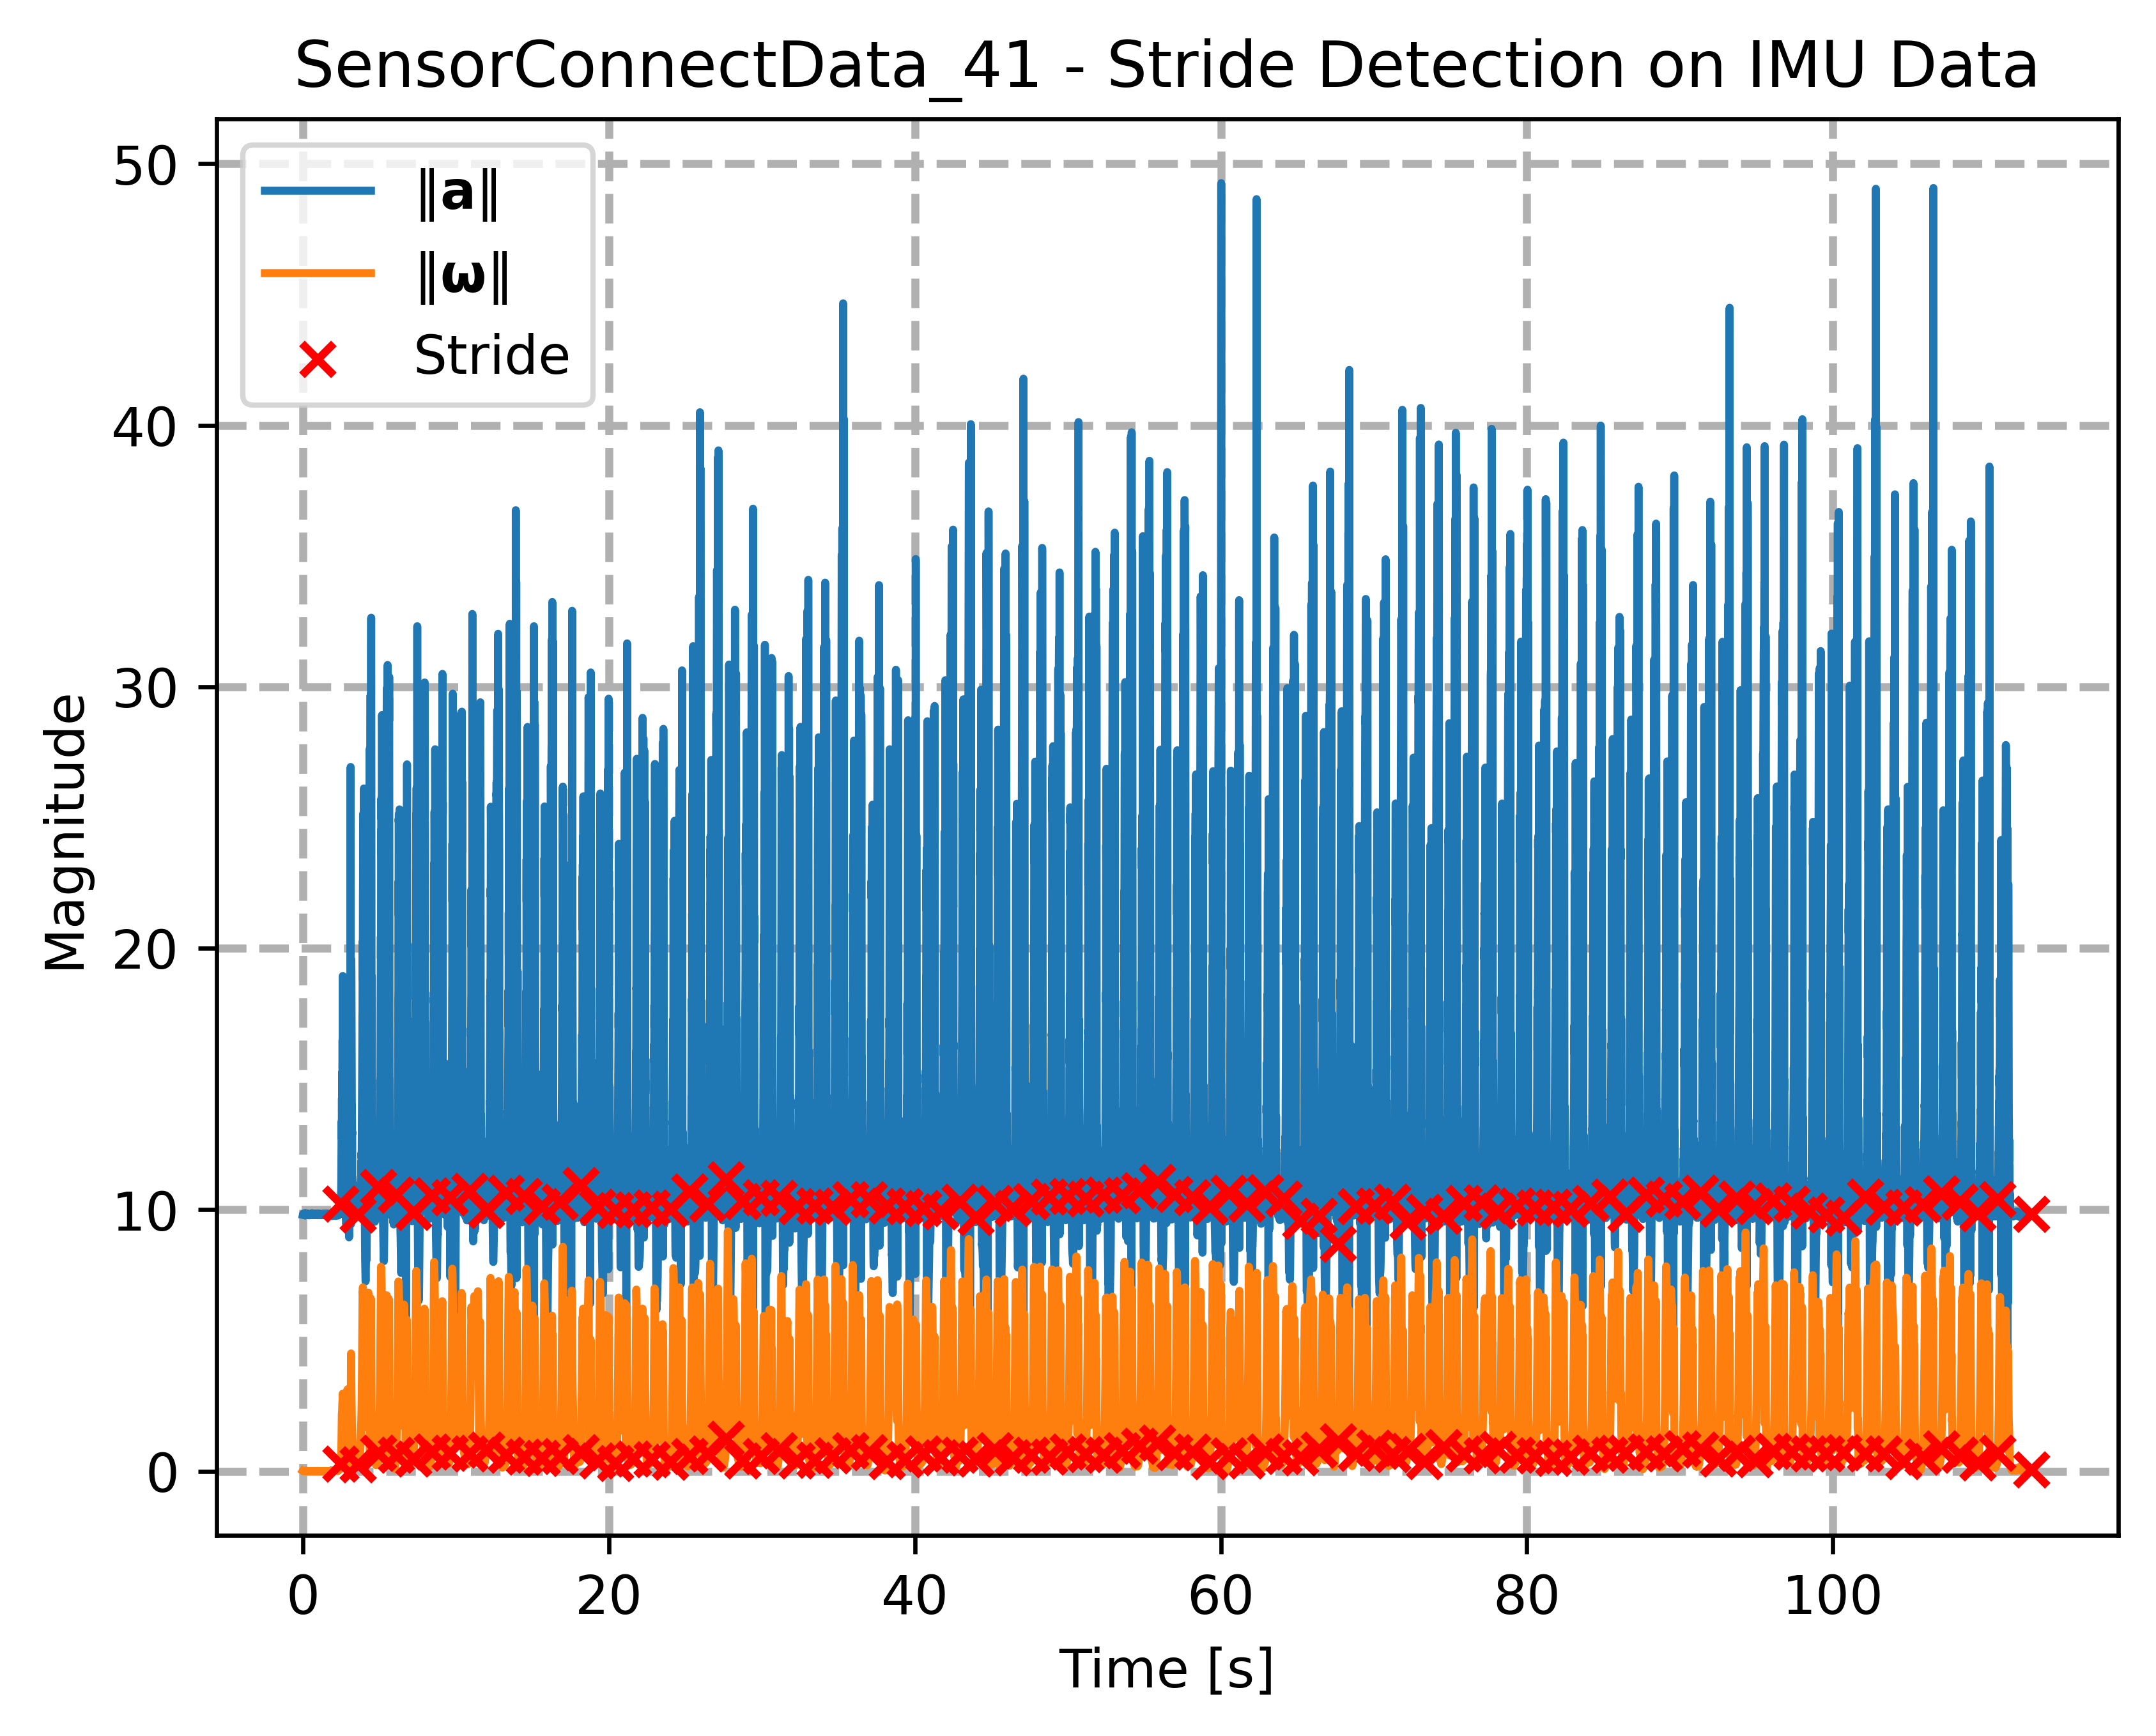 SensorConnectData_41 - Stride Detection on IMU Data
‖a‖
‖ω‖
Stride
Magnitude
50
40
30
20
10
0
0 20 40 60 80 100
Time [s]